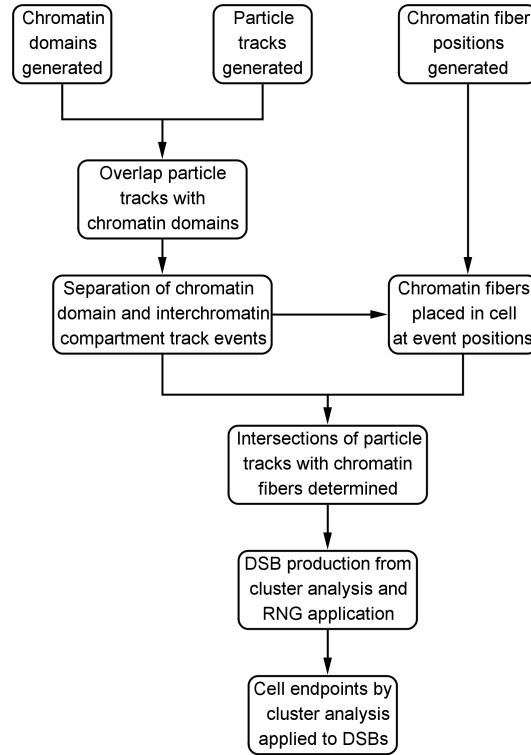 Chromatin
domains
generated
Particle
tracks
generated
Chromatin fiber
positions
generated
Overlap particle
tracks with
chromatin domains
Separation of chromatin
domain and interchromatin
compartment track events
Chromatin fibers
placed in cell
at event positions
Intersections of particle
tracks with chromatin
fibers determined
DSB production from
cluster analysis and
RNG application
Cell endpoints by
cluster analysis
applied to DSBs